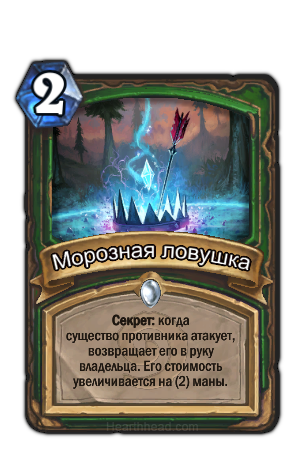 2
Морозная ловушка
Секрет: когда
существо противника атакует,
возвращает его в руку
владельца. Его стоимость
увеличивается на (2) маны.
Hearthhead.com